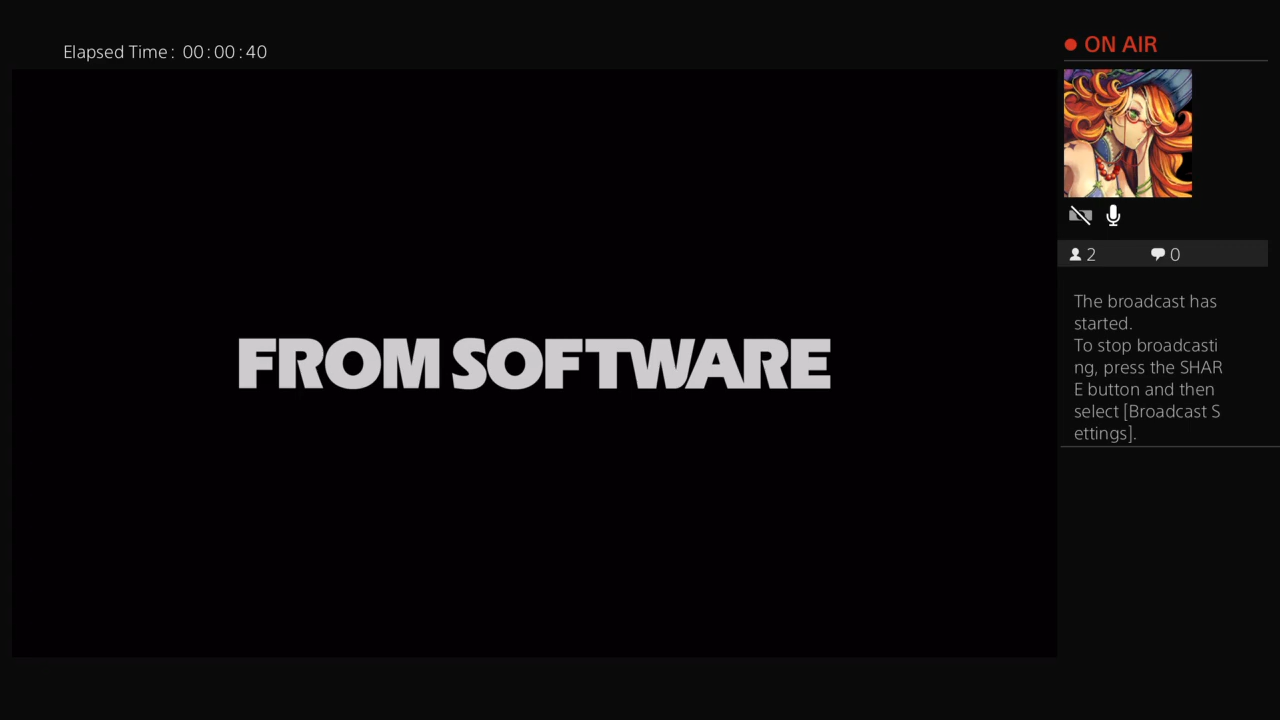 Elapsed Time: 00:00:40
ON AIR
FROM SOFTWARE
2
0
The broadcast has
started.
To stop broadcasti
ng, press the SHAR
E button and then
select [Broadcast S
ettings].